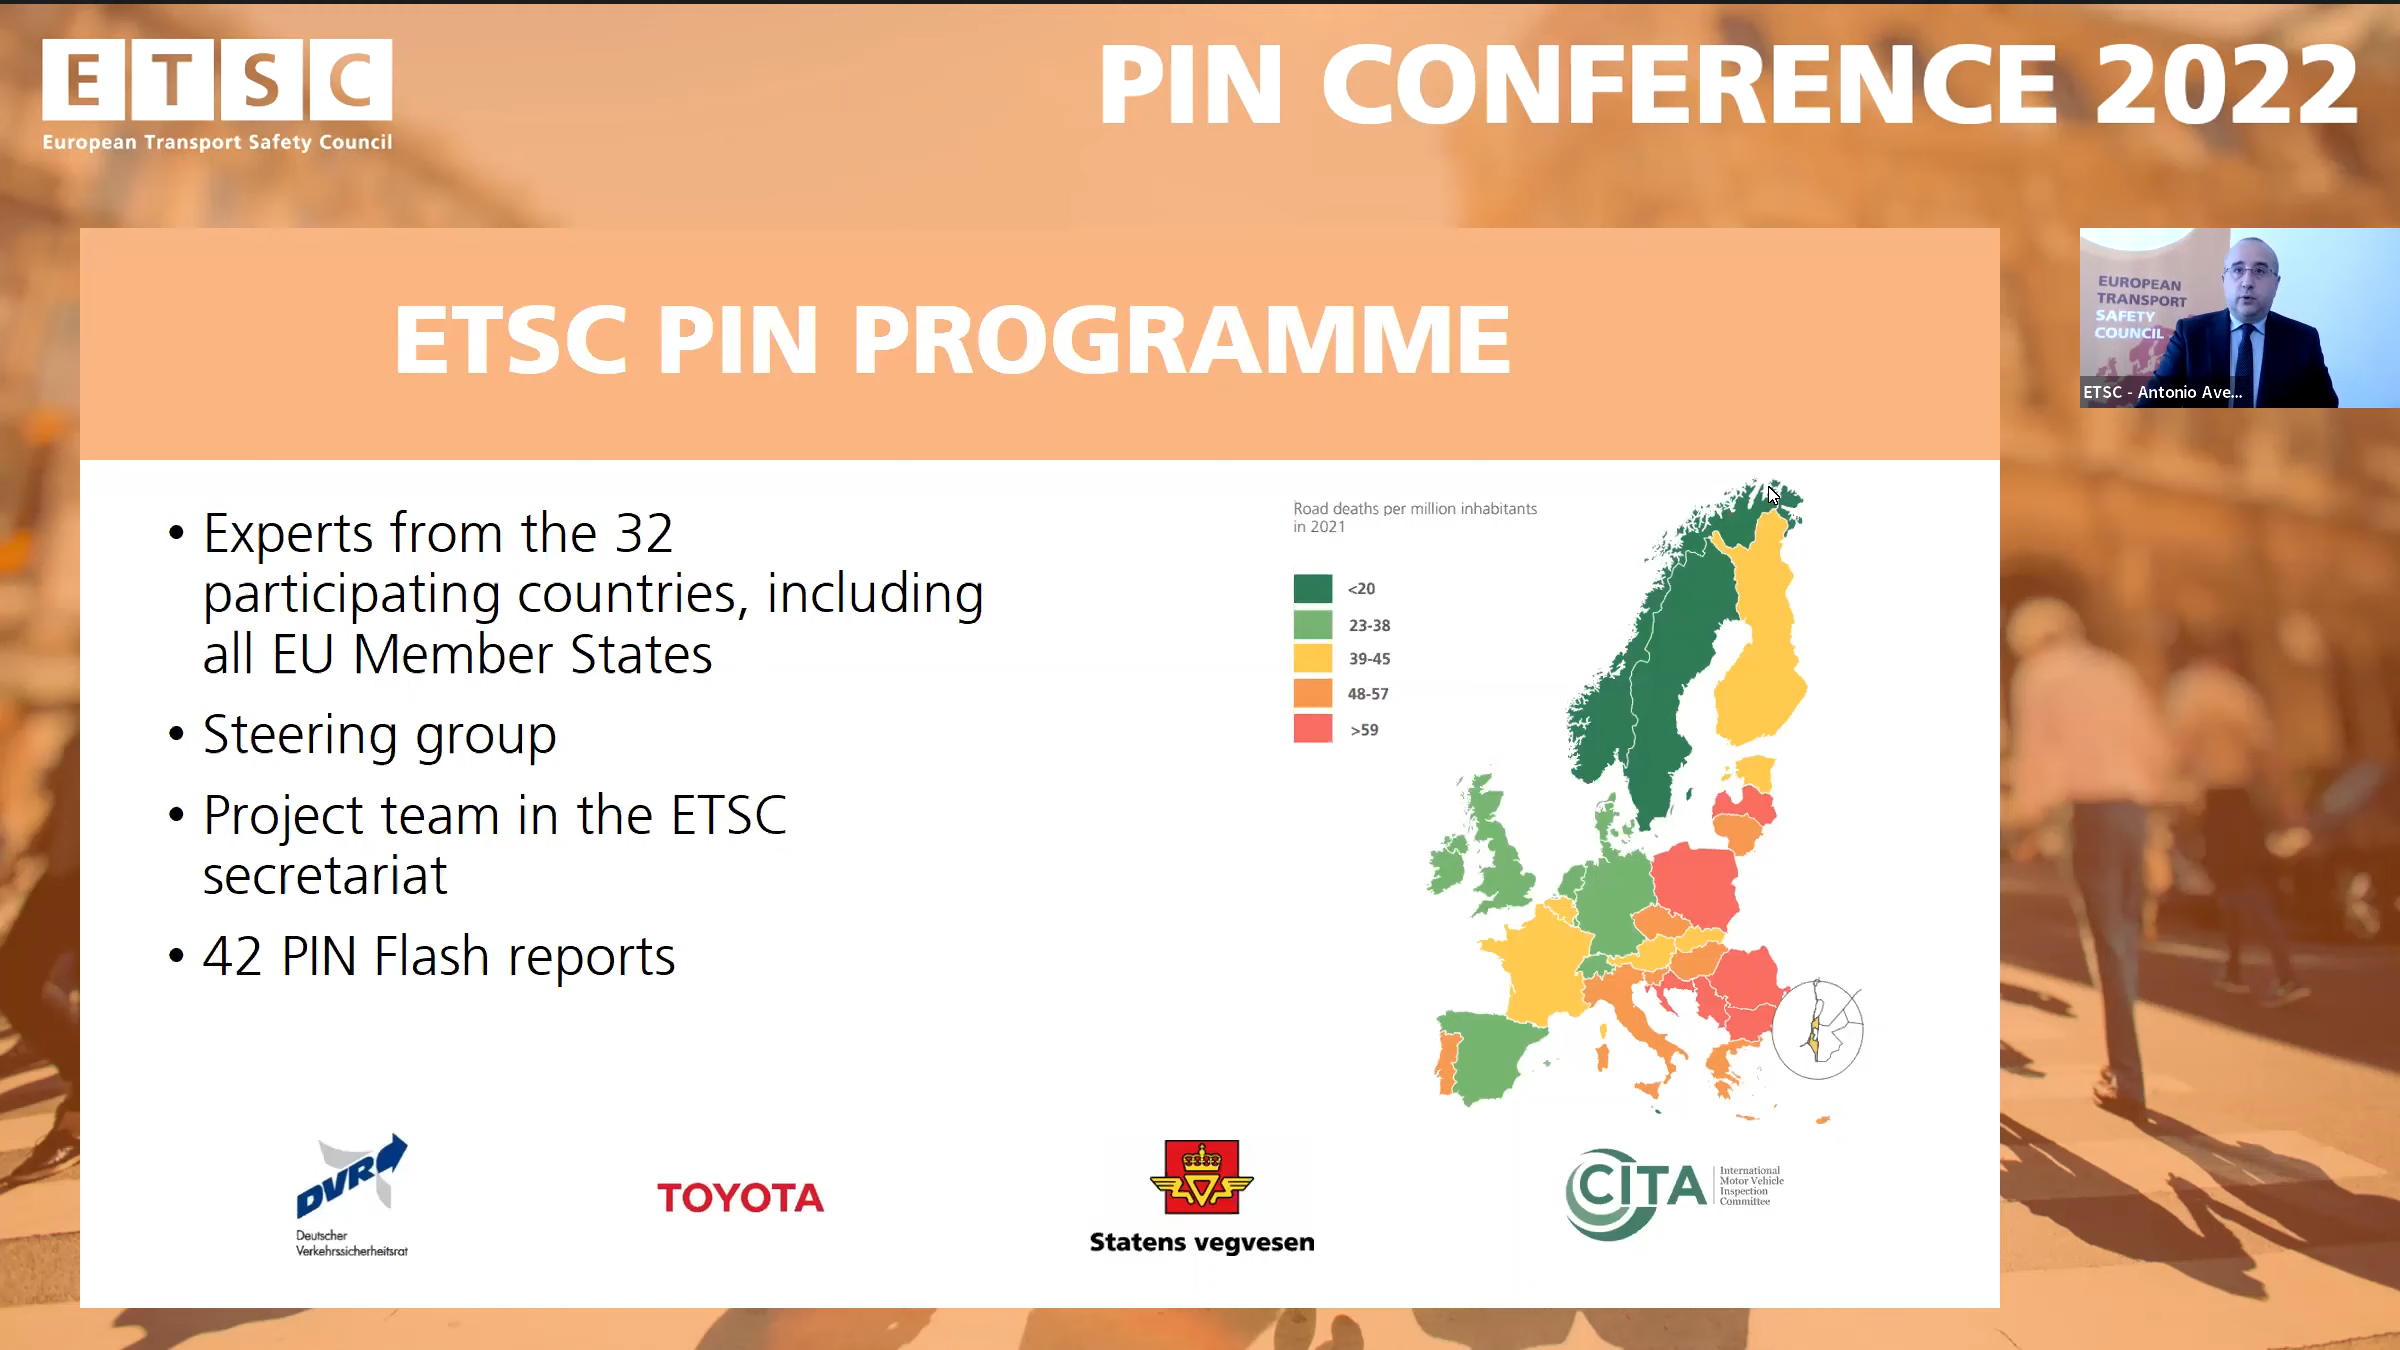 E T S C
European Transport Safety Council
PIN CONFERENCE 2022
ETSC PIN PROGRAMME
EUROPEAN
TRANSPORT
SAFETY
COUNCIL
ETSC - Antonio Ave...
• Experts from the 32
participating countries, including
all EU Member States
• Steering group
• Project team in the ETSC
secretariat
• 42 PIN Flash reports
Road deaths per million inhabitants
in 2021
<20
23-38
39-45
48-57
>59
DVR
Deutscher
Verkehrssicherheitsrat
TOYOTA
Statens vegvesen
CITA
International
Motor Vehicle
Inspection
Committee